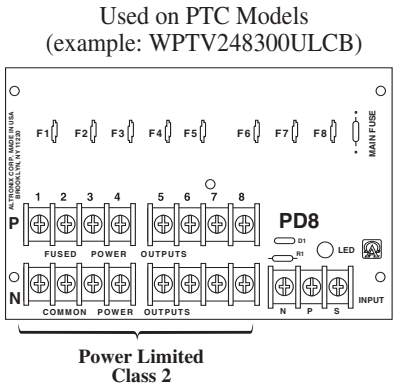 Used on PTC Models
(example: WPTV248300ULCB)
ALTRONIX CORP. MADE IN USA
BROOKLYN, NY 11220
F1 F2 F3 F4 F5 F6 F7 F8
MAIN FUSE
1 2 3 4 5 6 7 8
P
PD8
FUSED POWER OUTPUTS
D1
R1
LED
N
COMMON POWER OUTPUTS
N P S
INPUT
Power Limited
Class 2